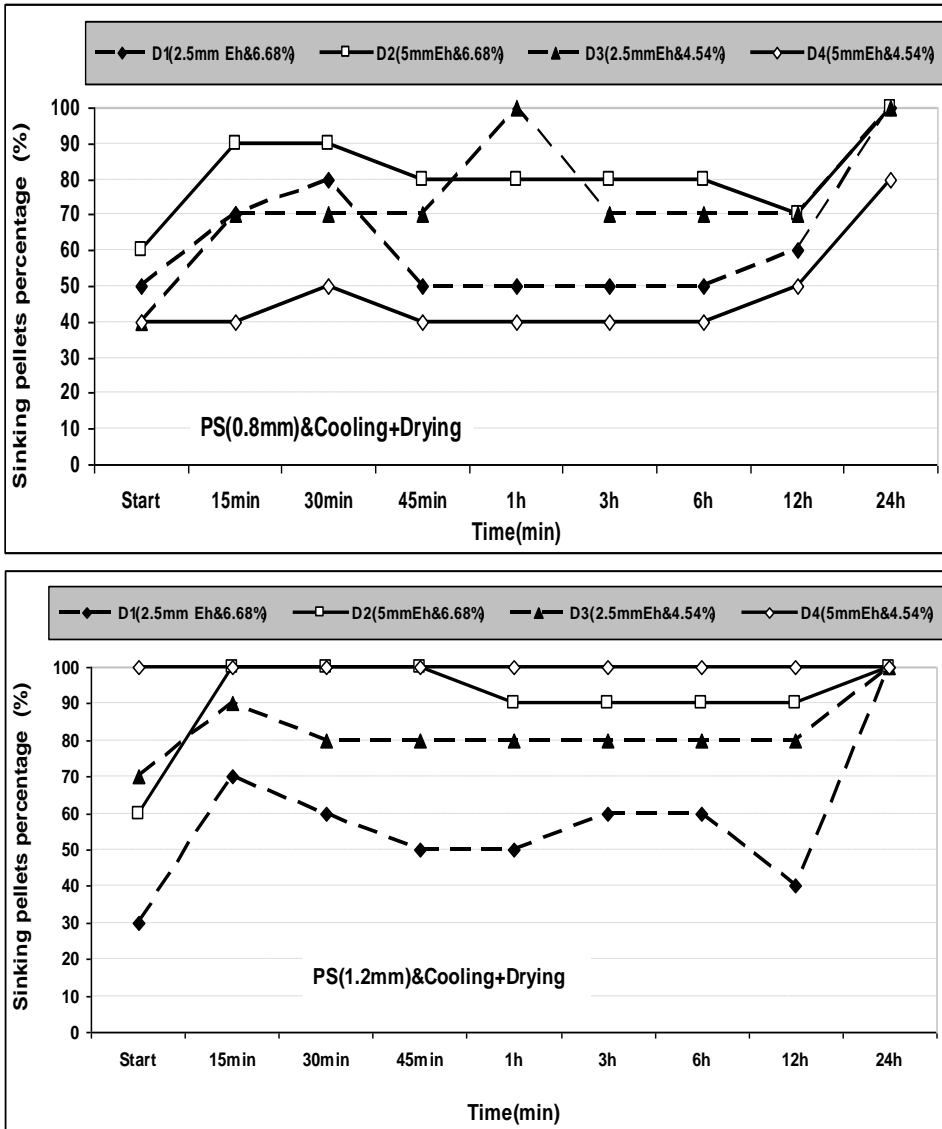 D1(2.5mm Eh&6.68%) D2(5mmEh&6.68%) D3(2.5mmEh&4.54%) D4(5mmEh&4.54%)
Sinking pellets percentage (%)
100
90
80
70
60
50
40
30
20
10
0
PS(0.8mm)&Cooling+Drying
Start 15min 30min 45min 1h 3h 6h 12h 24h
Time(min)
D1(2.5mm Eh&6.68%) D2(5mmEh&6.68%) D3(2.5mmEh&4.54%) D4(5mmEh&4.54%)
Sinking pellets percentage (%)
100
90
80
70
60
50
40
30
20
10
0
PS(1.2mm)&Cooling+Drying
Start 15min 30min 45min 1h 3h 6h 12h 24h
Time(min)